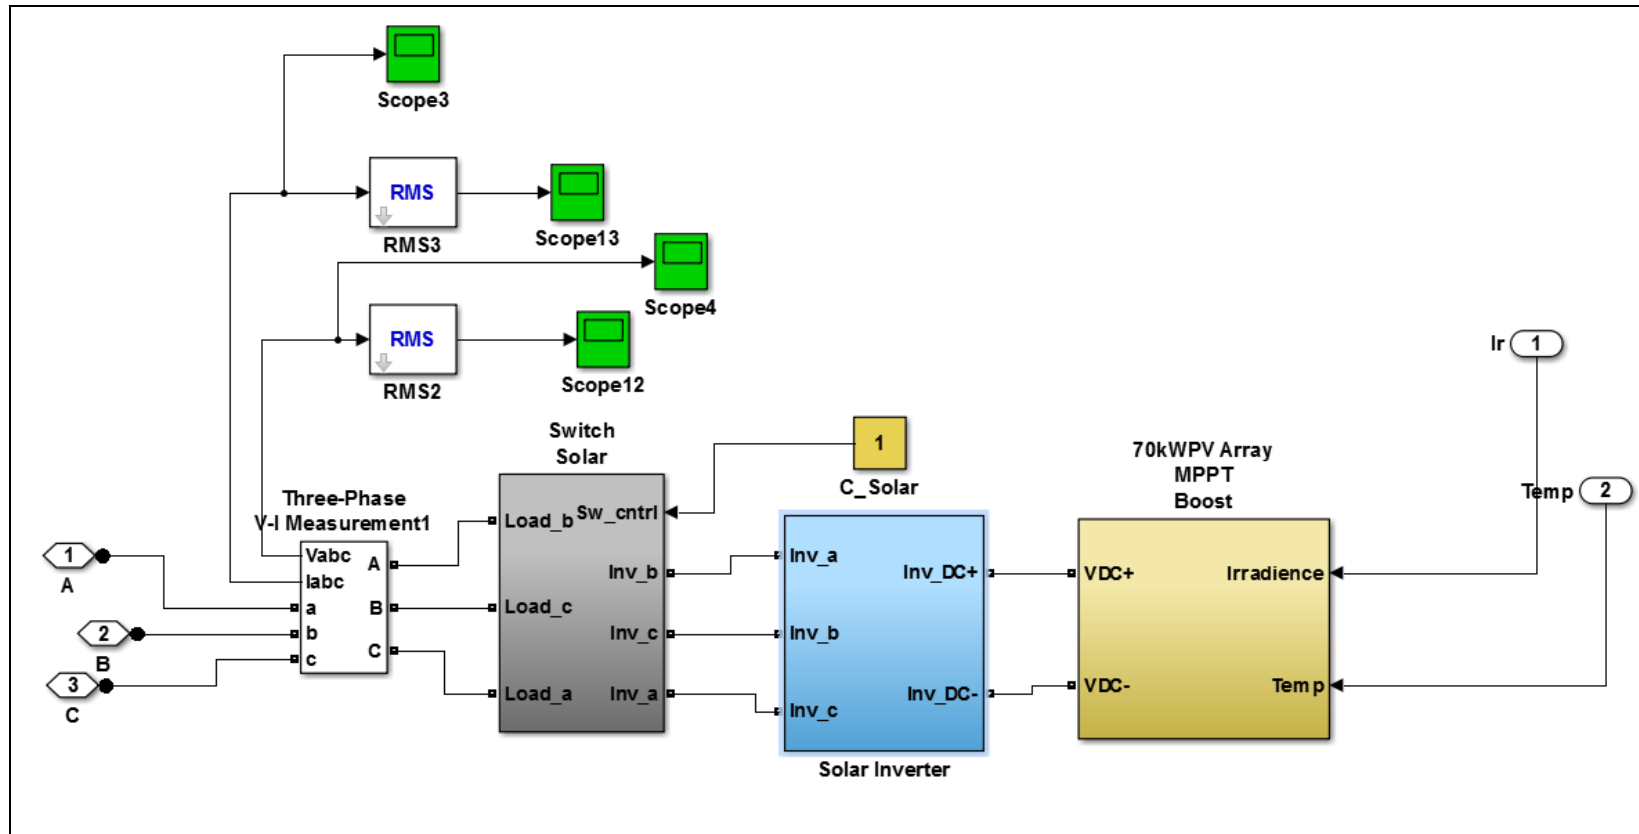 Scope3
RMS
RMS3
Scope13
Scope4
RMS
RMS2
Scope12
Ir
1
Switch
Solar
1
C_Solar
70kWPV Array
MPPT
Boost
Temp
2
Three-Phase
V-I Measurement1
Vabc
Iabc
a
b
c
A
B
C
1
A
2
B
3
C
Load_b
Load_c
Load_a
Sw_cntrl
Inv_b
Inv_c
Inv_a
Inv_a
Inv_b
Inv_c
Inv_DC+
Inv_DC-
Solar Inverter
VDC+
VDC-
Irradience
Temp